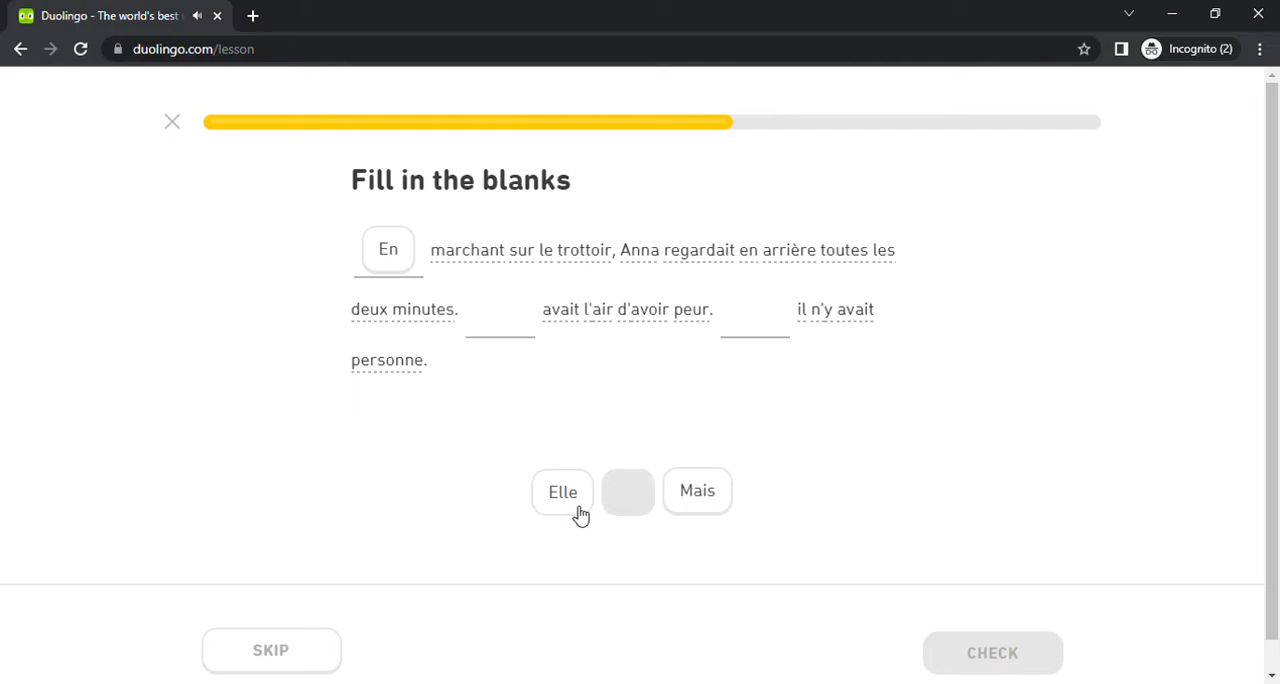 Duolingo - The world's best
duolingo.com/lesson
Incognito (2)
Fill in the blanks
En marchant sur le trottoir, Anna regardait en arrière toutes les
deux minutes. avait l'air d'avoir peur. il n'y avait
personne.
Elle Mais
SKIP CHECK